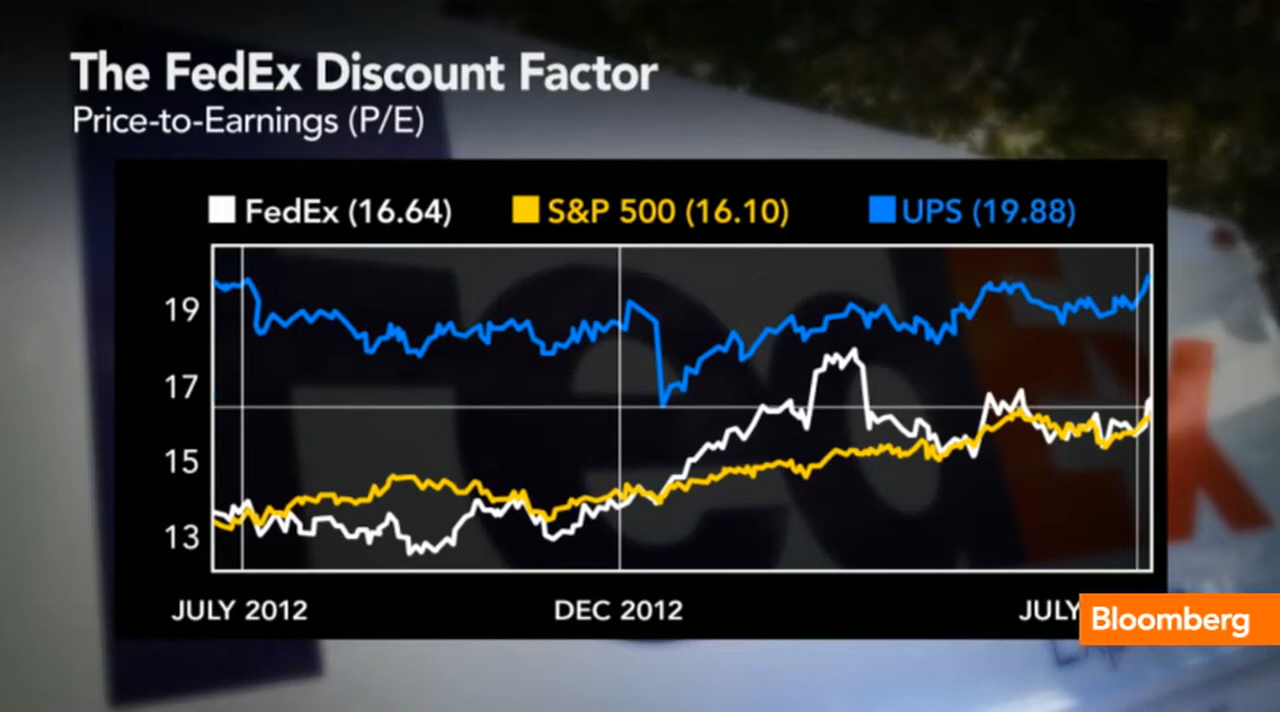 The FedEx Discount Factor
Price-to-Earnings (P/E)
FedEx (16.64) S&P 500 (16.10) UPS (19.88)
19
17
15
13
JULY 2012 DEC 2012 JULY
Bloomberg